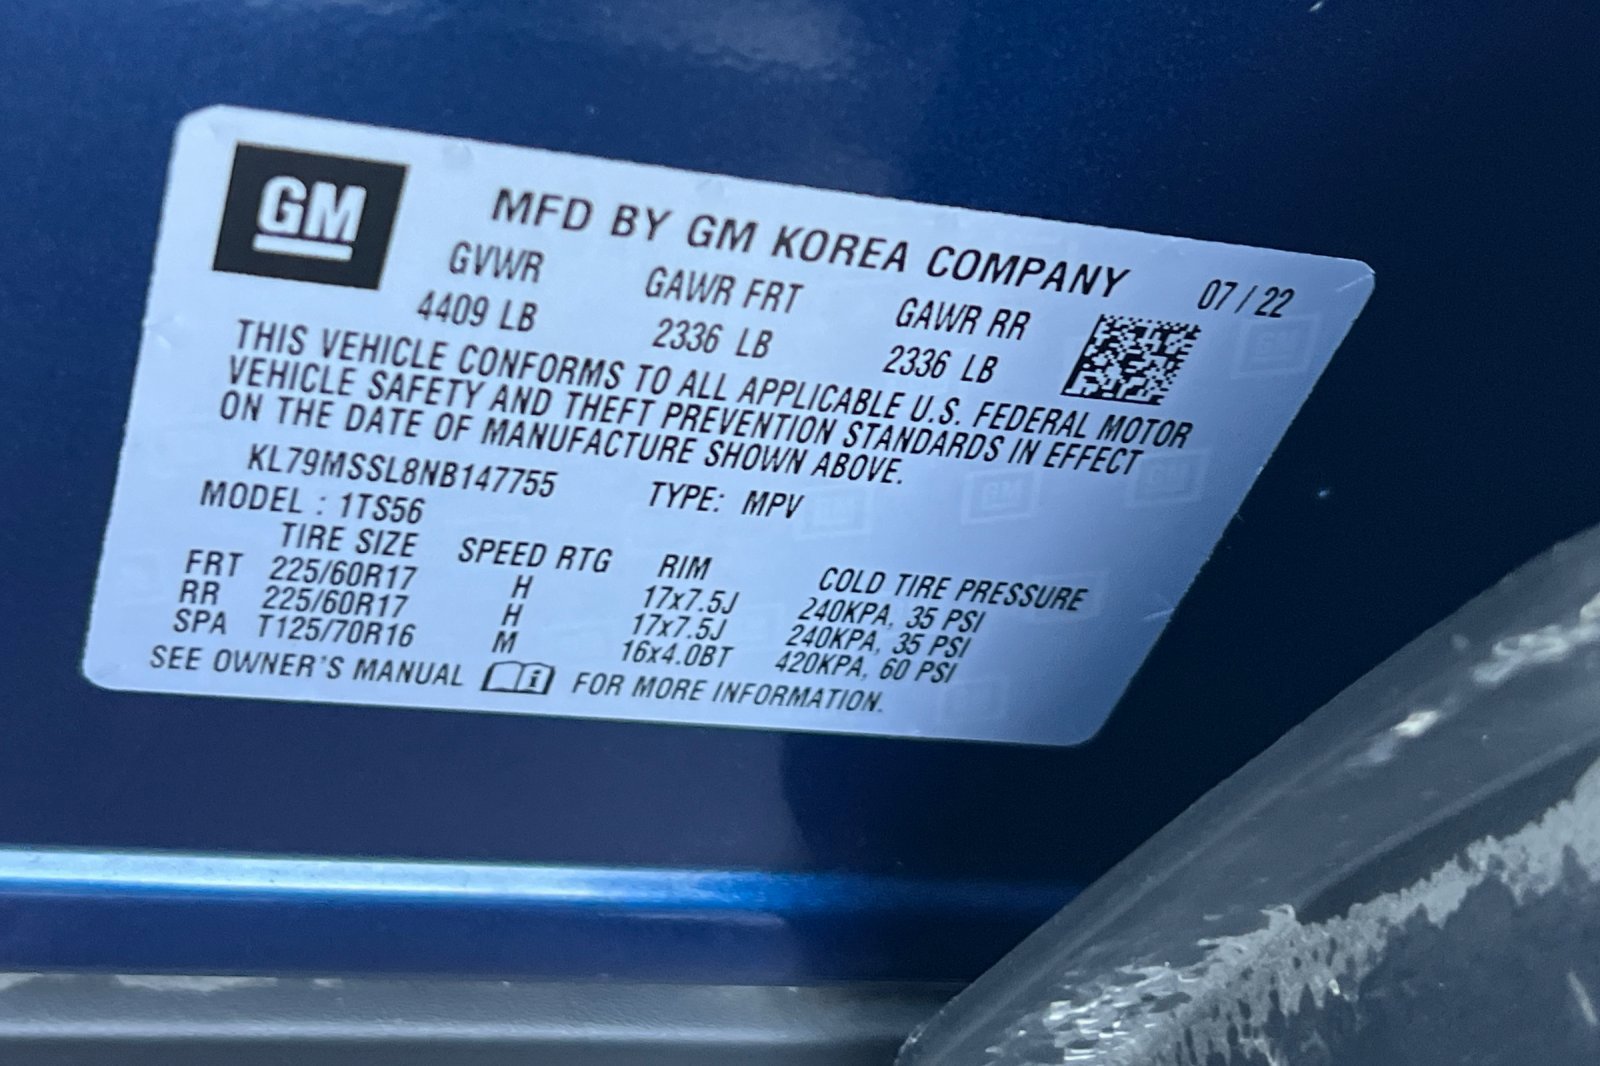 GM
MFD BY GM KOREA COMPANY 07 / 22
GVWR GAWR FRT GAWR RR
4409 LB 2336 LB 2336 LB
THIS VEHICLE CONFORMS TO ALL APPLICABLE U.S. FEDERAL MOTOR
VEHICLE SAFETY AND THEFT PREVENTION STANDARDS IN EFFECT
ON THE DATE OF MANUFACTURE SHOWN ABOVE.
KL79MSSL8NB147755 TYPE: MPV
MODEL : 1TS56
TIRE SIZE SPEED RTG RIM COLD TIRE PRESSURE
FRT 225/60R17 H 17x7.5J 240KPA, 35 PSI
RR 225/60R17 H 17x7.5J 240KPA, 35 PSI
SPA T125/70R16 M 16x4.0BT 420KPA, 60 PSI
SEE OWNER'S MANUAL i FOR MORE INFORMATION.